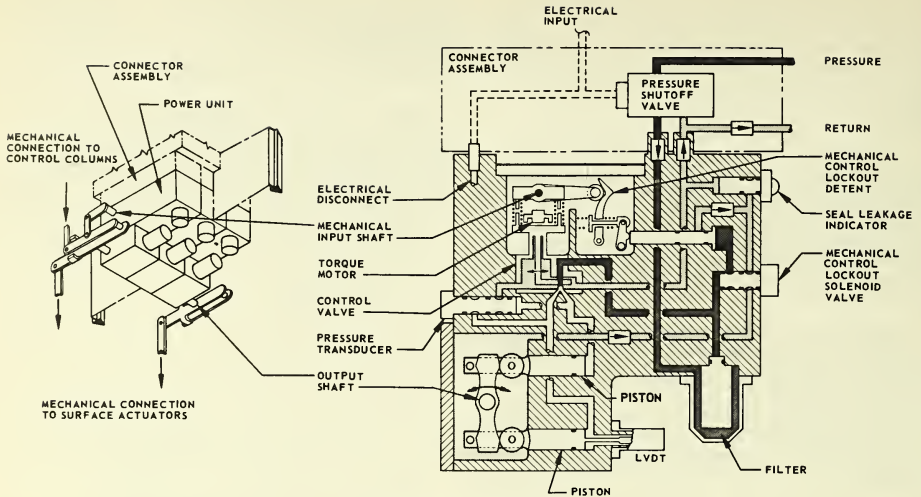 ELECTRICAL
INPUT
CONNECTOR
ASSEMBLY
POWER UNIT
MECHANICAL
CONNECTION TO
CONTROL COLUMNS
MECHANICAL CONNECTION
TO SURFACE ACTUATORS
ELECTRICAL
DISCONNECT
MECHANICAL
INPUT SHAFT
TORQUE
MOTOR
CONTROL
VALVE
PRESSURE
TRANSDUCER
OUTPUT
SHAFT
CONNECTOR
ASSEMBLY
PRESSURE
SHUTOFF
VALVE
PRESSURE
RETURN
MECHANICAL
CONTROL
LOCKOUT
DETENT
SEAL LEAKAGE
INDICATOR
MECHANICAL
CONTROL
LOCKOUT
SOLENOID
VALVE
PISTON
LVDT
FILTER
PISTON